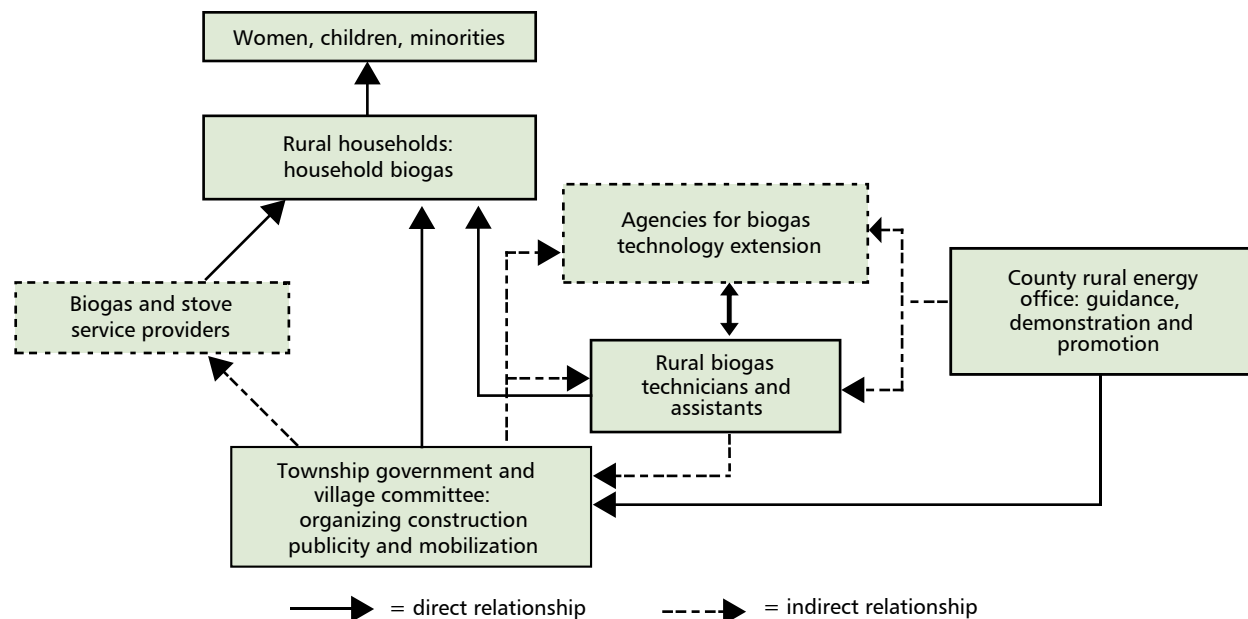 Women, children, minorities
Rural households:
household biogas
Agencies for biogas
technology extension
County rural energy
office: guidance,
demonstration and
promotion
Biogas and stove
service providers
Rural biogas
technicians and
assistants
Township government and
village committee:
organizing construction
publicity and mobilization
= direct relationship
= indirect relationship